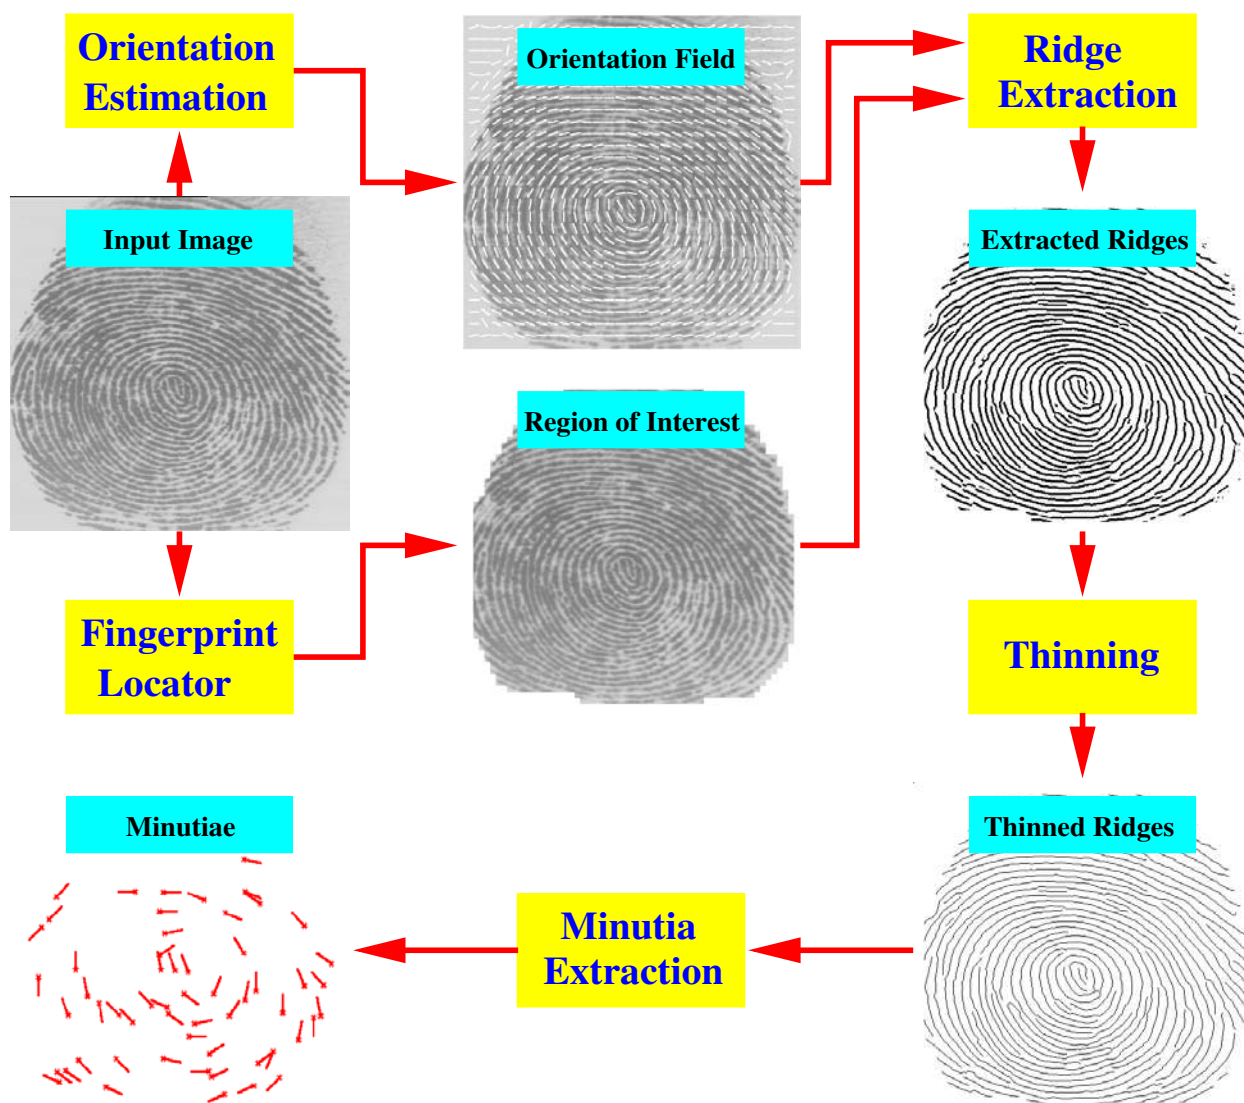 Orientation
Estimation
Orientation Field
Ridge
Extraction
Input Image
Extracted Ridges
Region of Interest
Fingerprint
Locator
Thinning
Minutiae
Thinned Ridges
Minutia
Extraction